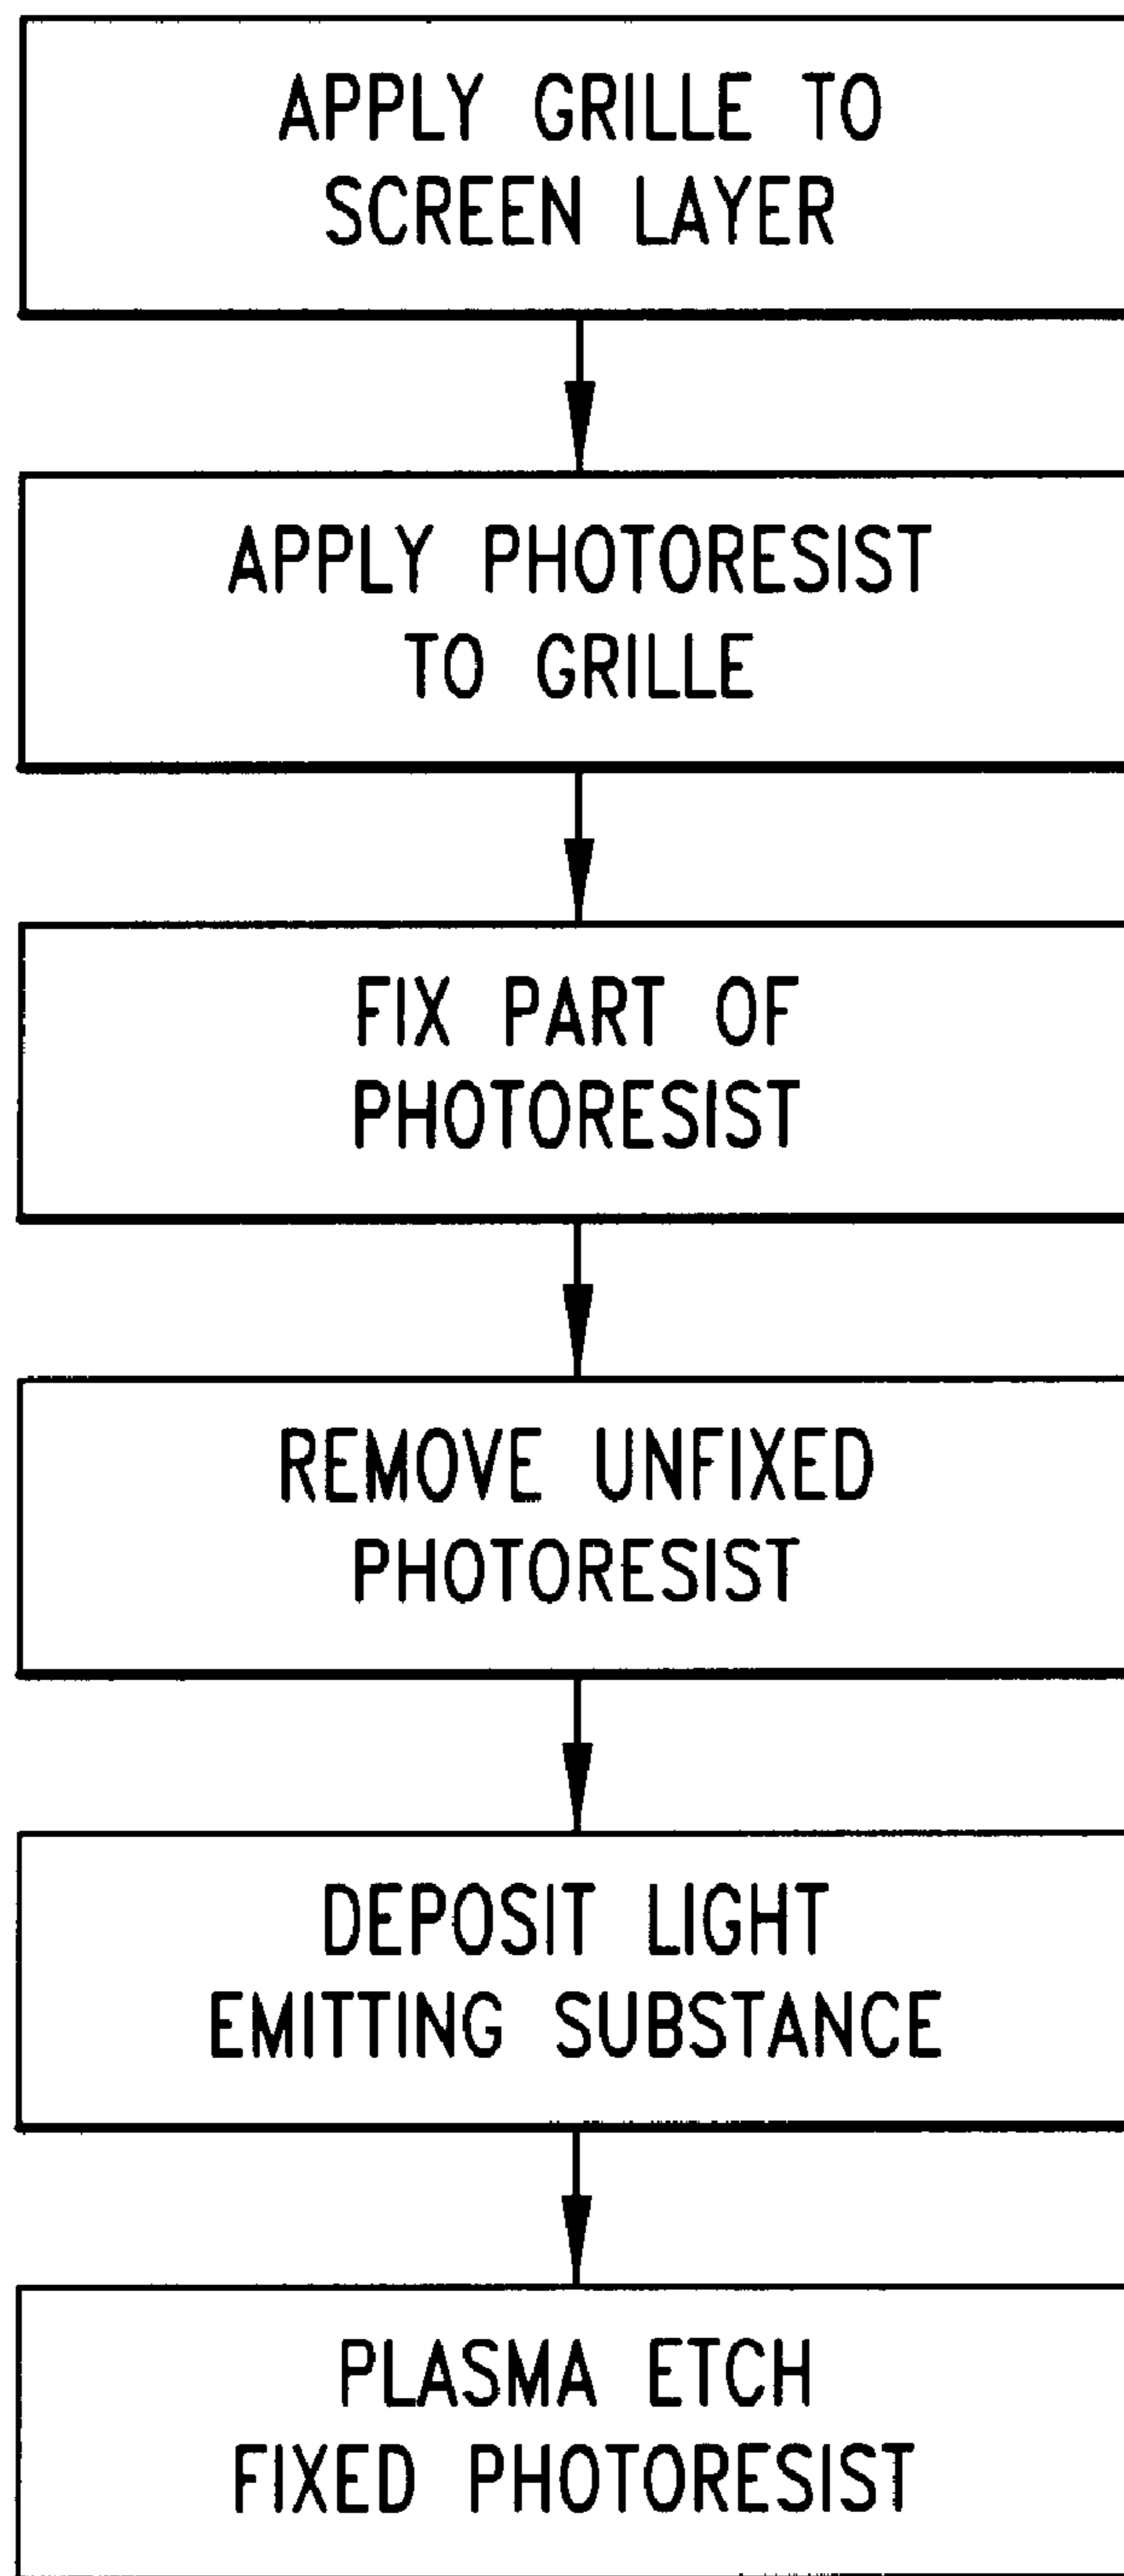 APPLY GRILLE TO
SCREEN LAYER
APPLY PHOTORESIST
TO GRILLE
FIX PART OF
PHOTORESIST
REMOVE UNFIXED
PHOTORESIST
DEPOSIT LIGHT
EMITTING SUBSTANCE
PLASMA ETCH
FIXED PHOTORESIST